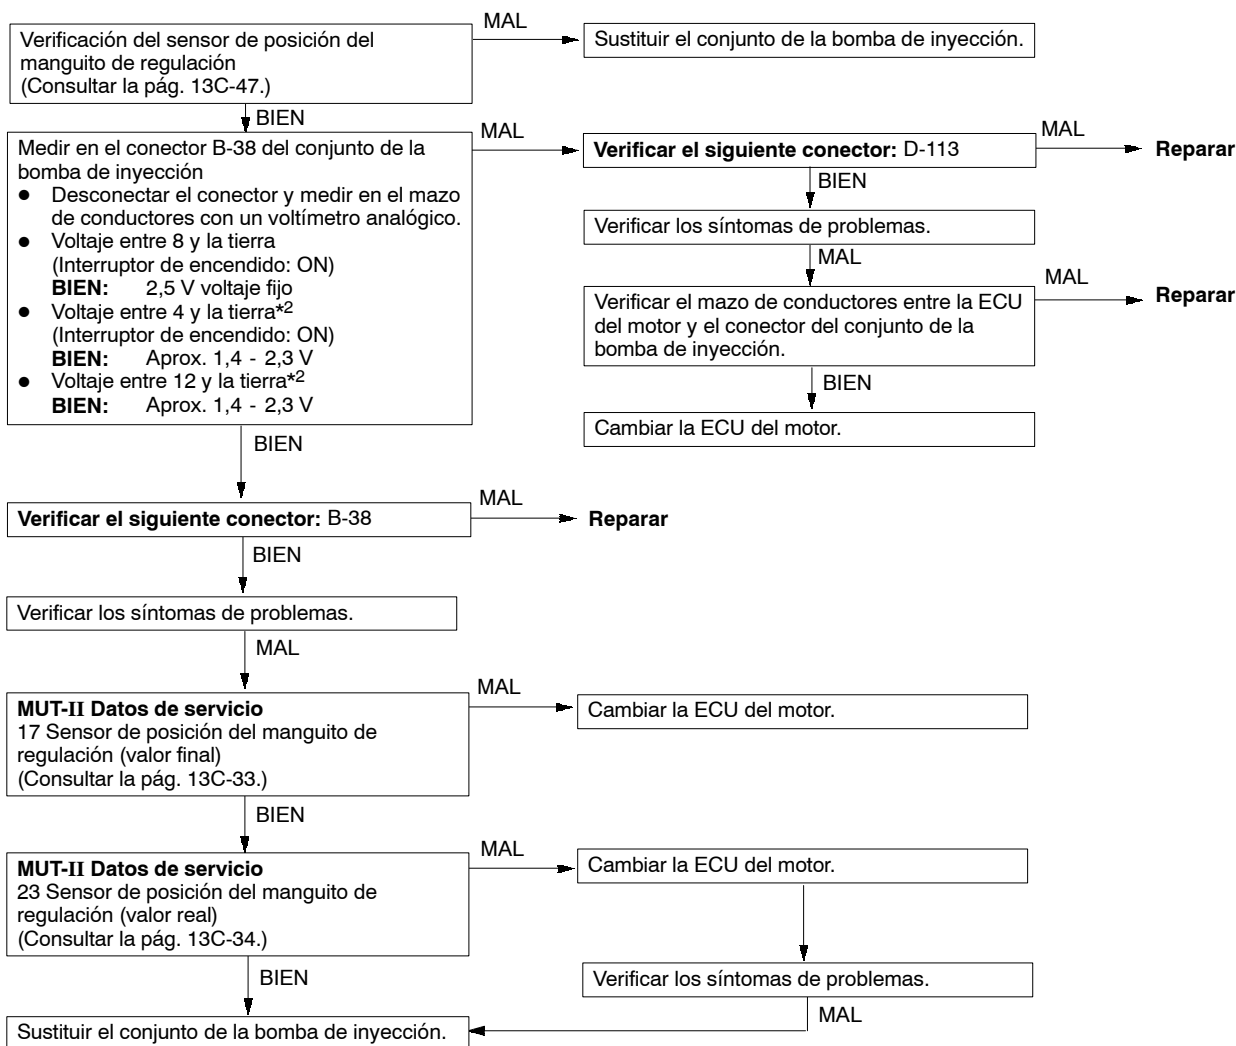 MAL
Verificación del sensor de posición del
manguito de regulación
(Consultar la pág. 13C-47.)
Sustituir el conjunto de la bomba de inyección.
BIEN
MAL
Medir en el conector B-38 del conjunto de la
bomba de inyección
● Desconectar el conector y medir en el mazo
de conductores con un voltímetro analógico.
● Voltaje entre 8 y la tierra
(Interruptor de encendido: ON)
BIEN: 2,5 V voltaje fijo
● Voltaje entre 4 y la tierra*2
(Interruptor de encendido: ON)
BIEN: Aprox. 1,4 - 2,3 V
● Voltaje entre 12 y la tierra*2
BIEN: Aprox. 1,4 - 2,3 V
Verificar el siguiente conector: D-113
MAL
Reparar
BIEN
Verificar los síntomas de problemas.
MAL
Verificar el mazo de conductores entre la ECU
del motor y el conector del conjunto de la
bomba de inyección.
MAL
Reparar
BIEN
Cambiar la ECU del motor.
BIEN
Verificar el siguiente conector: B-38
MAL
Reparar
BIEN
Verificar los síntomas de problemas.
MAL
MUT-II Datos de servicio
17 Sensor de posición del manguito de
regulación (valor final)
(Consultar la pág. 13C-33.)
MAL
Cambiar la ECU del motor.
BIEN
MUT-II Datos de servicio
23 Sensor de posición del manguito de
regulación (valor real)
(Consultar la pág. 13C-34.)
MAL
Cambiar la ECU del motor.
Verificar los síntomas de problemas.
BIEN
MAL
Sustituir el conjunto de la bomba de inyección.